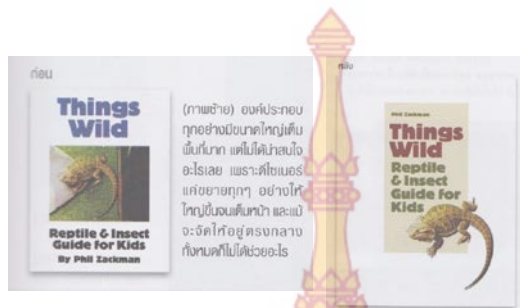 ก่อน
Things
Wild
Reptile & Insect
Guide for Kids
By Phil Zackman
(ภาพซ้าย) องค์ประกอบ
ทุกอย่างมีขนาดใหญ่เต็ม
พื้นที่มาก แต่ไม่ได้น่าสนใจ
อะไรเลย เพราะดีไซเนอร์
แค่ขยายทุกๆ อย่างให้
ใหญ่ขึ้นจนเต็มหน้า และแม้
จะจัดให้อยู่ตรงกลาง
ทั้งหมดก็ไม่ได้ช่วยอะไร
หลัง
Phil Zackman
Things
Wild
Reptile
& Insect
Guide for
Kids